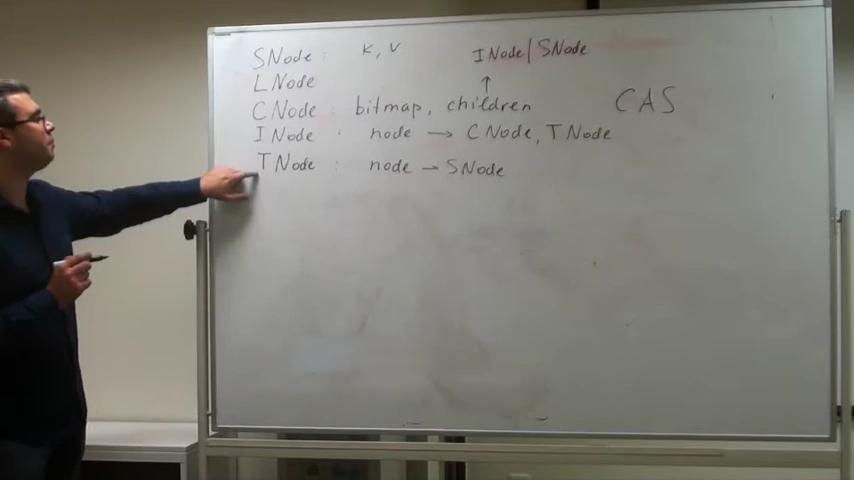 SNode : K, V INode/SNode
LNode ↑
CNode : bitmap, children CAS
INode : node → CNode, TNode
TNode : node → SNode